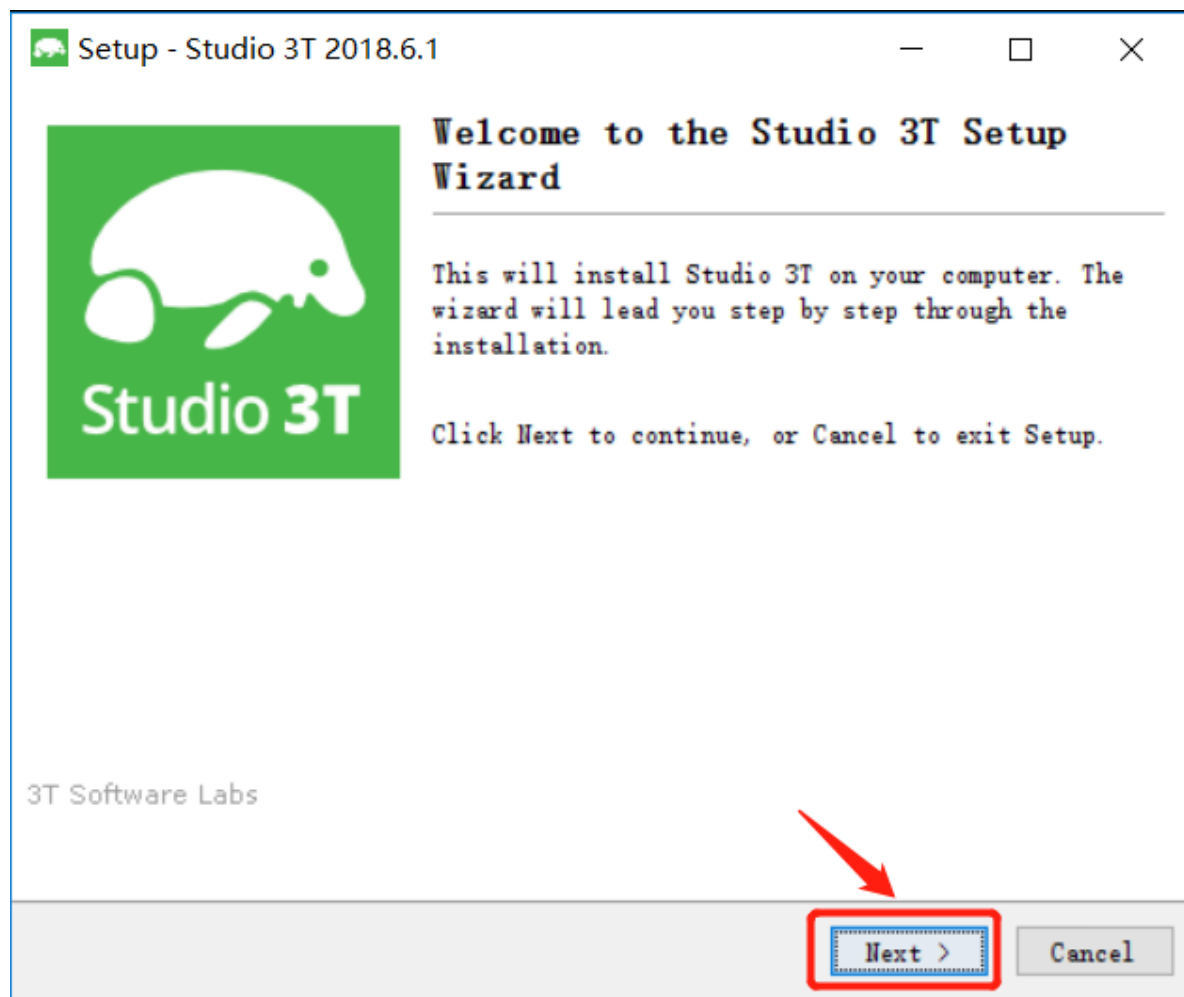 Setup - Studio 3T 2018.6.1
Welcome to the Studio 3T Setup
Wizard
This will install Studio 3T on your computer. The
wizard will lead you step by step through the
installation.
Click Next to continue, or Cancel to exit Setup.
Studio 3T
3T Software Labs
Next >
Cancel